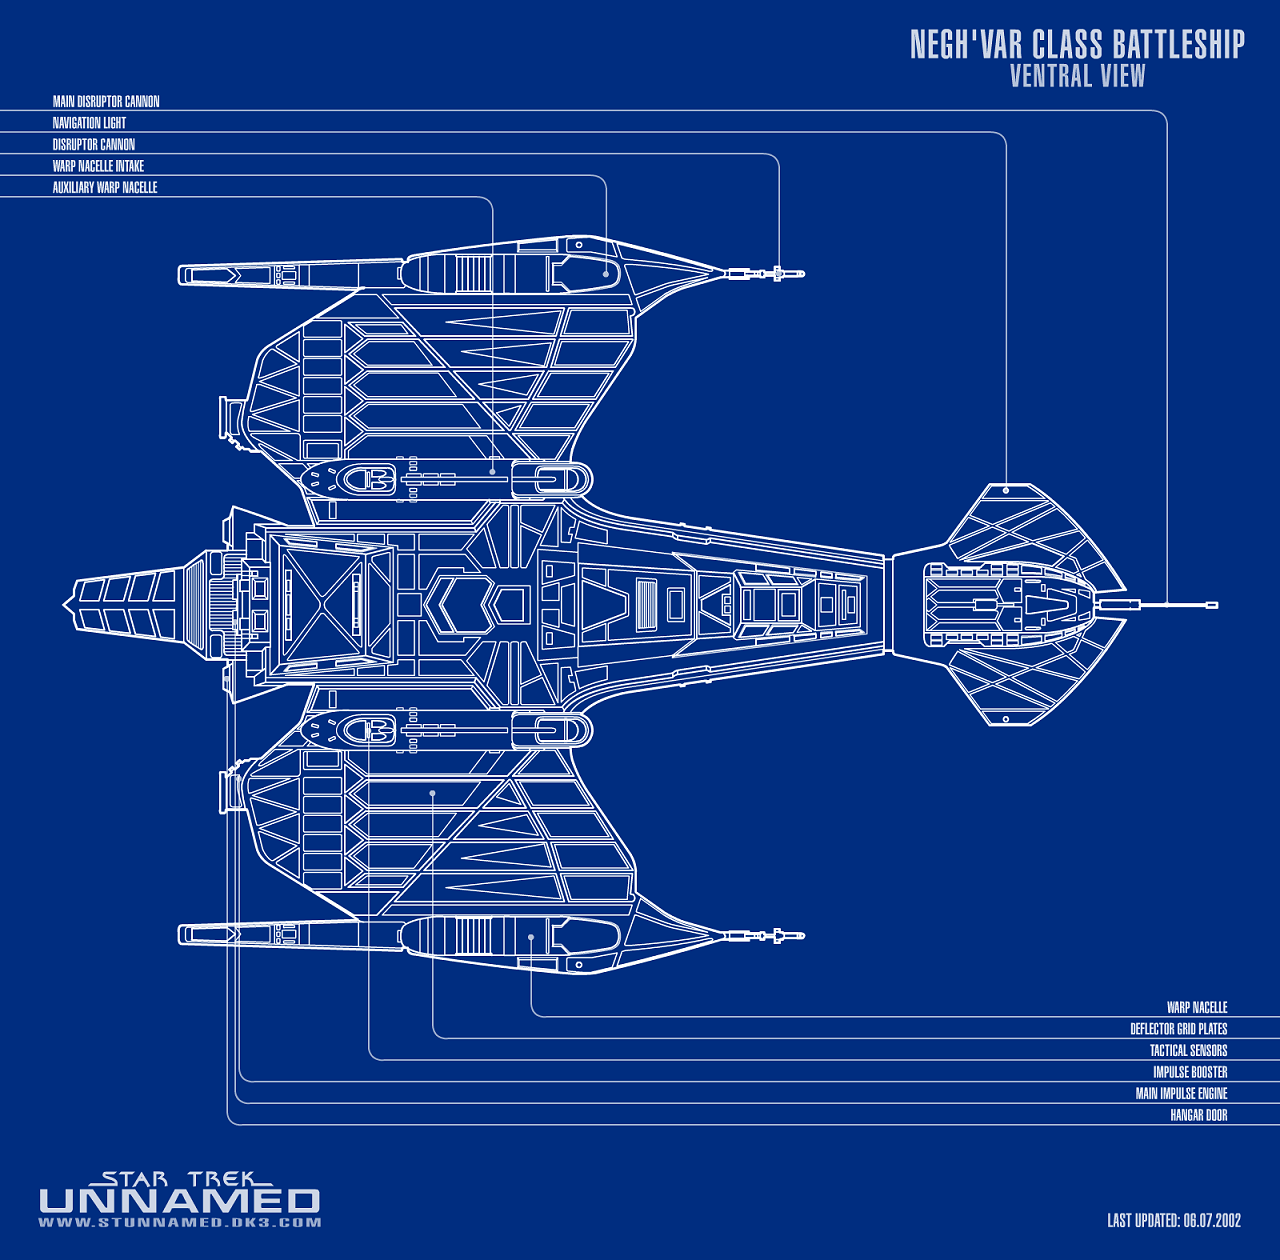 NEGH'VAR CLASS BATTLESHIP
VENTRAL VIEW
MAIN DISRUPTOR CANNON
NAVIGATION LIGHT
DISRUPTOR CANNON
WARP NACELLE INTAKE
AUXILIARY WARP NACELLE
WARP NACELLE
DEFLECTOR GRID PLATES
TACTICAL SENSORS
IMPULSE BOOSTER
MAIN IMPULSE ENGINE
HANGAR DOOR
STAR TREK
UNNAMED
WWW.STUNNAMED.DK3.COM
LAST UPDATED: 06.07.2002